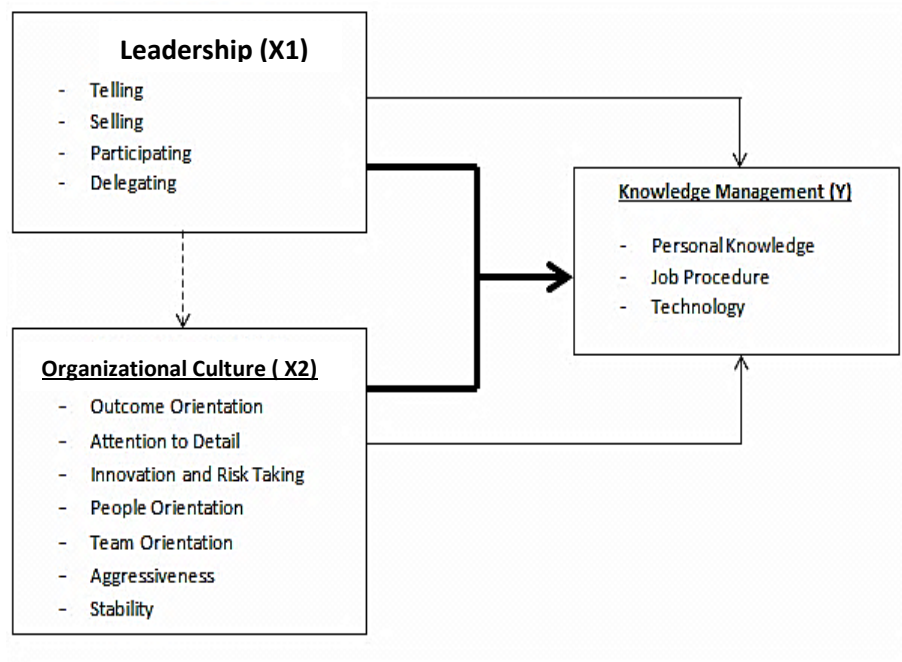 Leadership (X1)
- Telling
- Selling
- Participating
- Delegating
Knowledge Management (Y)
- Personal Knowledge
- Job Procedure
- Technology
Organizational Culture ( X2)
- Outcome Orientation
- Attention to Detail
- Innovation and Risk Taking
- People Orientation
- Team Orientation
- Aggressiveness
- Stability